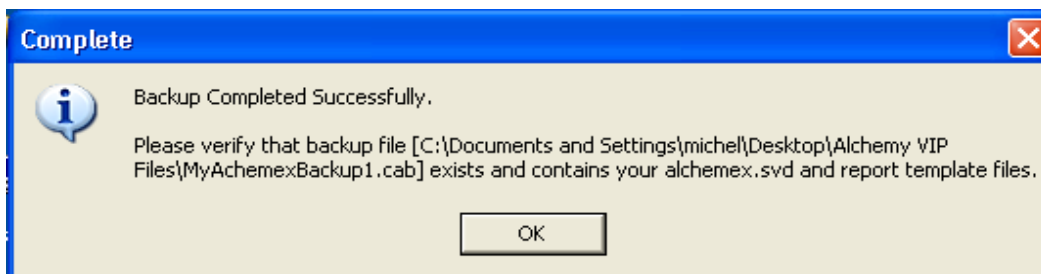 Complete
Backup Completed Successfully.
Please verify that backup file [C:\Documents and Settings\michel\Desktop\Alchemy VIP
Files\MyAchemexBackup1.cab] exists and contains your alchemex.svd and report template files.
OK